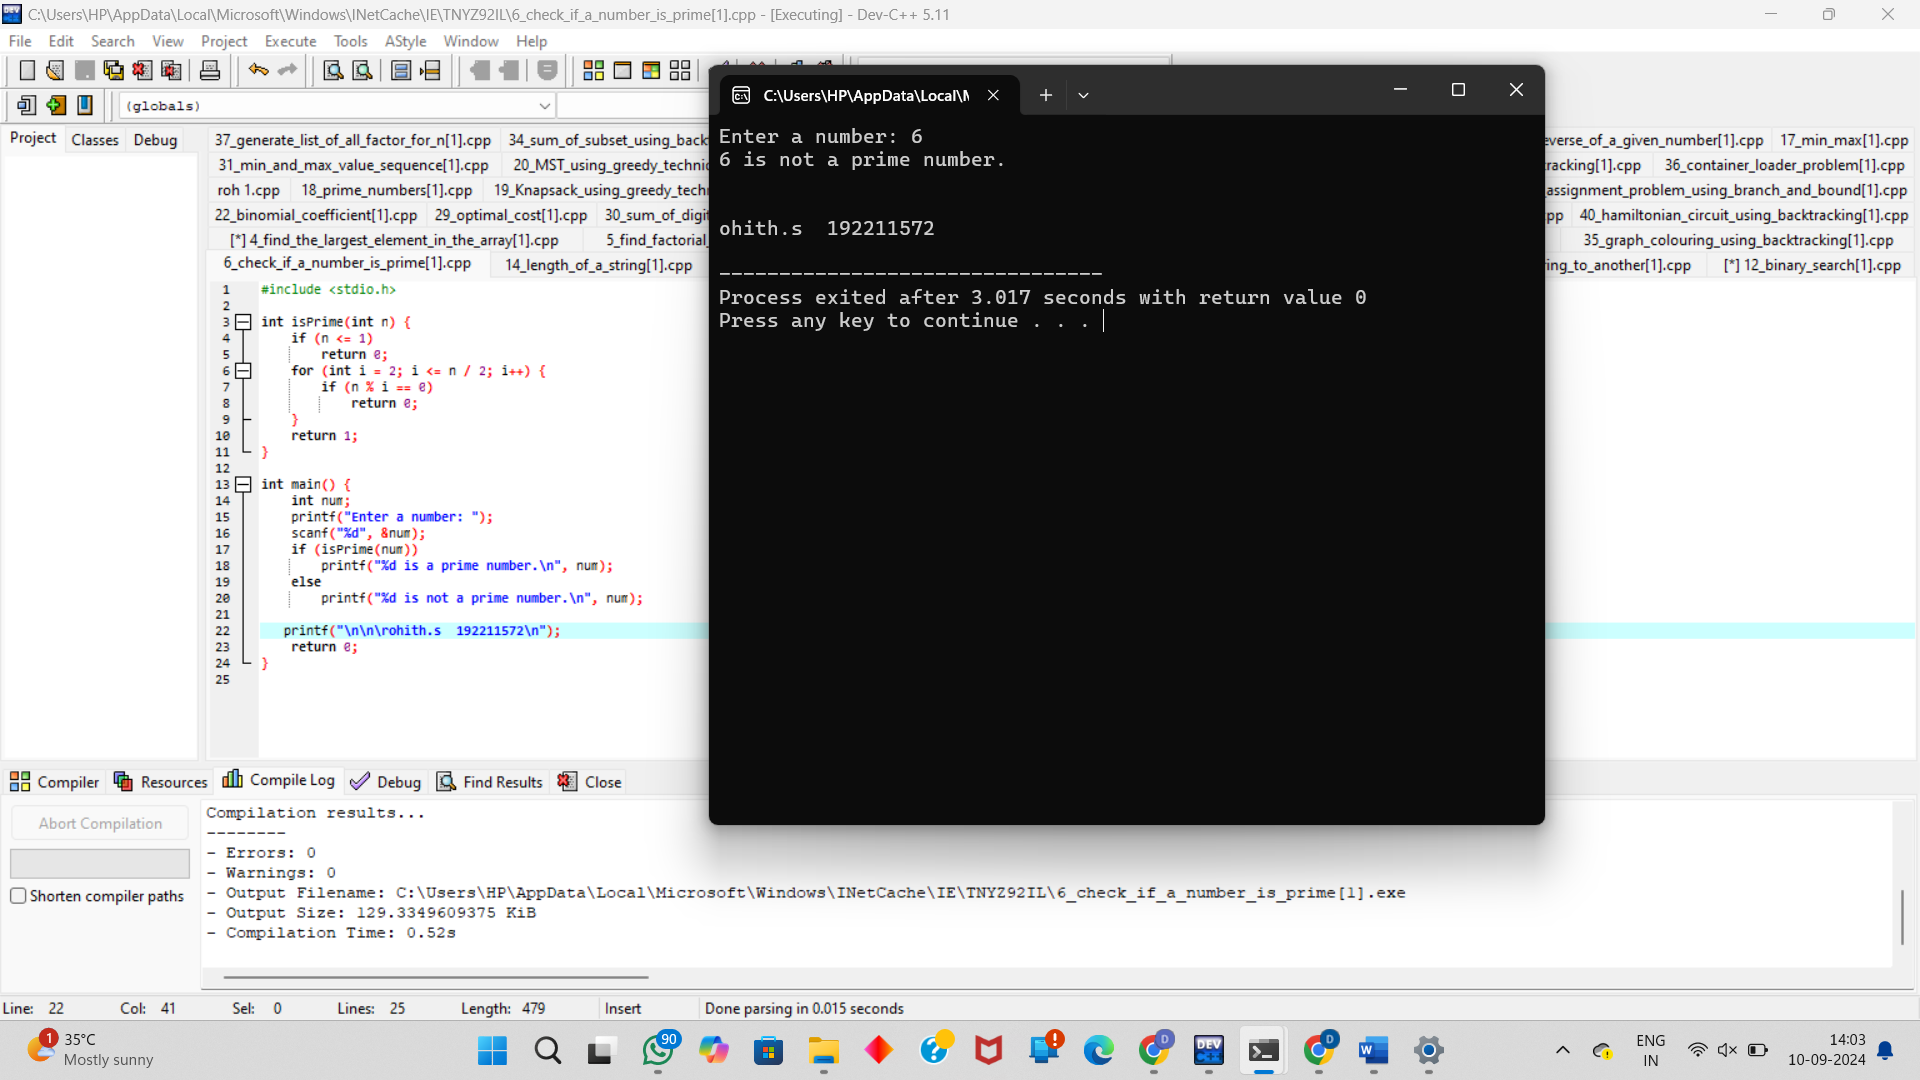 C:\Users\HP\AppData\Local\Microsoft\Windows\INetCache\IE\TNYZ92IL\6_check_if_a_number_is_prime[1].cpp - [Executing] - Dev-C++ 5.11
File Edit Search View Project Execute Tools AStyle Window Help
(globals)
Project Classes Debug
37_generate_list_of_all_factor_for_n[1].cpp 34_sum_of_subset_using_back everse_of_a_given_number[1].cpp 17_min_max[1].cpp
31_min_and_max_value_sequence[1].cpp 20_MST_using_greedy_techni racking[1].cpp 36_container_loader_problem[1].cpp
roh 1.cpp 18_prime_numbers[1].cpp 19_Knapsack_using_greedy_techn assignment_problem_using_branch_and_bound[1].cpp
22_binomial_coefficient[1].cpp 29_optimal_cost[1].cpp 30_sum_of_digi pp 40_hamiltonian_circuit_using_backtracking[1].cpp
[*] 4_find_the_largest_element_in_the_array[1].cpp 5_find_factorial_ 35_graph_colouring_using_backtracking[1].cpp
6_check_if_a_number_is_prime[1].cpp 14_length_of_a_string[1].cpp ing_to_another[1].cpp [*] 12_binary_search[1].cpp
1 #include <stdio.h>
2
3 int isPrime(int n) {
4 if (n <= 1)
5 return 0;
6 for (int i = 2; i <= n / 2; i++) {
7 if (n % i == 0)
8 return 0;
9 }
10 return 1;
11 }
12
13 int main() {
14 int num;
15 printf("Enter a number: ");
16 scanf("%d", &num);
17 if (isPrime(num))
18 printf("%d is a prime number.\n", num);
19 else
20 printf("%d is not a prime number.\n", num);
21
22 printf("\n\n\rohith.s  192211572\n");
23 return 0;
24 }
25
C:\Users\HP\AppData\Local\M
Enter a number: 6
6 is not a prime number.
ohith.s  192211572
--------------------------------
Process exited after 3.017 seconds with return value 0
Press any key to continue . . .
Compiler Resources Compile Log Debug Find Results Close
Abort Compilation
Shorten compiler paths
Compilation results...
--------
- Errors: 0
- Warnings: 0
- Output Filename: C:\Users\HP\AppData\Local\Microsoft\Windows\INetCache\IE\TNYZ92IL\6_check_if_a_number_is_prime[1].exe
- Output Size: 129.3349609375 KiB
- Compilation Time: 0.52s
Line: 22 Col: 41 Sel: 0 Lines: 25 Length: 479 Insert Done parsing in 0.015 seconds
1
35°C
Mostly sunny
90
D
DEV
D
W
ENG
IN
14:03
10-09-2024